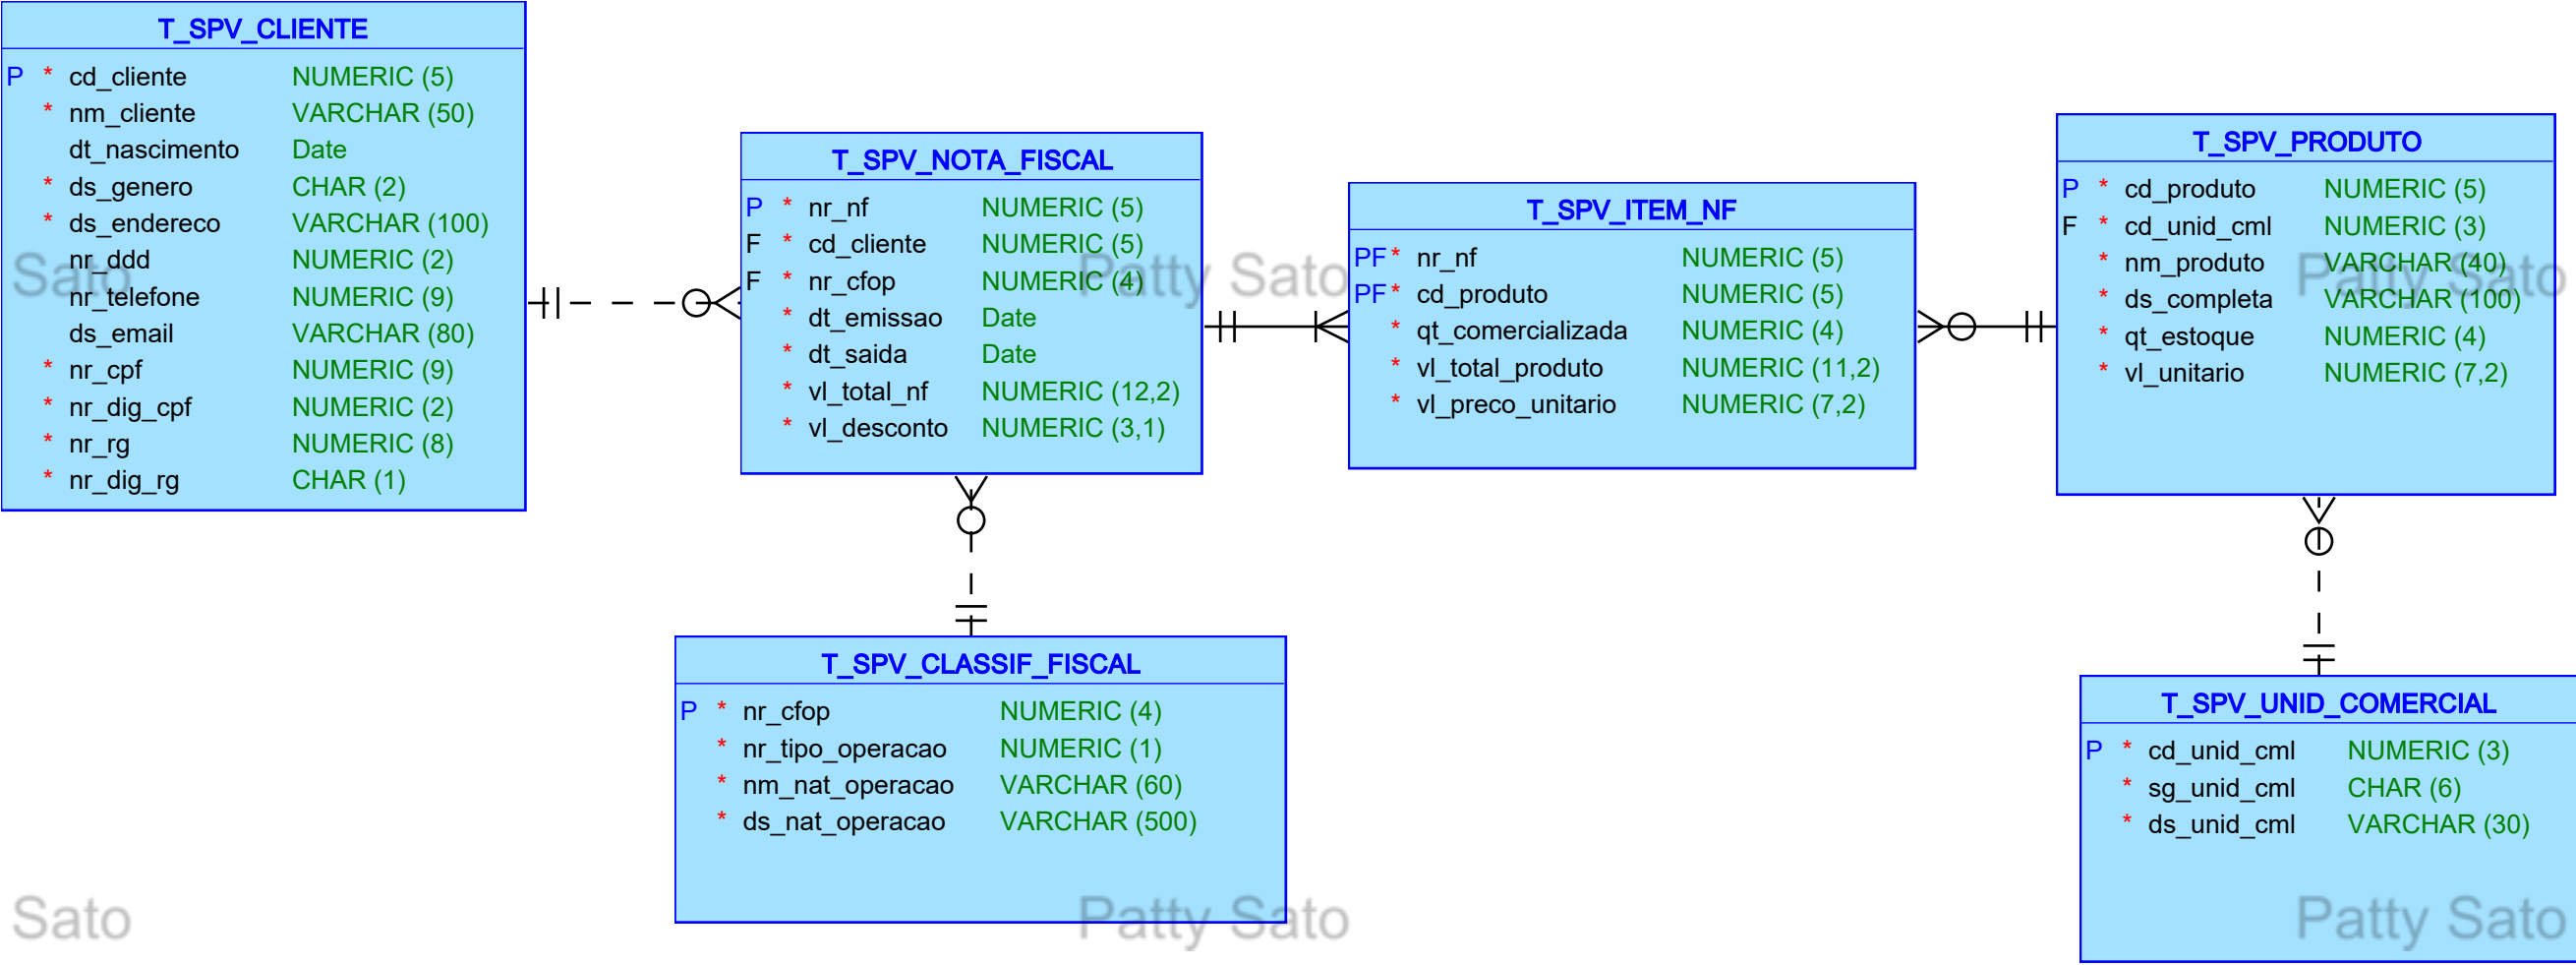 T_SPV_CLIENTE
P * cd_cliente NUMERIC (5)
* nm_cliente VARCHAR (50)
dt_nascimento Date
* ds_genero CHAR (2)
* ds_endereco VARCHAR (100)
nr_ddd NUMERIC (2)
nr_telefone NUMERIC (9)
ds_email VARCHAR (80)
* nr_cpf NUMERIC (9)
* nr_dig_cpf NUMERIC (2)
* nr_rg NUMERIC (8)
* nr_dig_rg CHAR (1)
T_SPV_NOTA_FISCAL
P * nr_nf NUMERIC (5)
F * cd_cliente NUMERIC (5)
F * nr_cfop NUMERIC (4)
* dt_emissao Date
* dt_saida Date
* vl_total_nf NUMERIC (12,2)
* vl_desconto NUMERIC (3,1)
T_SPV_ITEM_NF
PF * nr_nf NUMERIC (5)
PF * cd_produto NUMERIC (5)
* qt_comercializada NUMERIC (4)
* vl_total_produto NUMERIC (11,2)
* vl_preco_unitario NUMERIC (7,2)
T_SPV_PRODUTO
P * cd_produto NUMERIC (5)
F * cd_unid_cml NUMERIC (3)
* nm_produto VARCHAR (40)
* ds_completa VARCHAR (100)
* qt_estoque NUMERIC (4)
* vl_unitario NUMERIC (7,2)
T_SPV_CLASSIF_FISCAL
P * nr_cfop NUMERIC (4)
* nr_tipo_operacao NUMERIC (1)
* nm_nat_operacao VARCHAR (60)
* ds_nat_operacao VARCHAR (500)
T_SPV_UNID_COMERCIAL
P * cd_unid_cml NUMERIC (3)
* sg_unid_cml CHAR (6)
* ds_unid_cml VARCHAR (30)
Sato
Patty Sato
Patty Sato
Sato
Patty Sato
Patty Sato